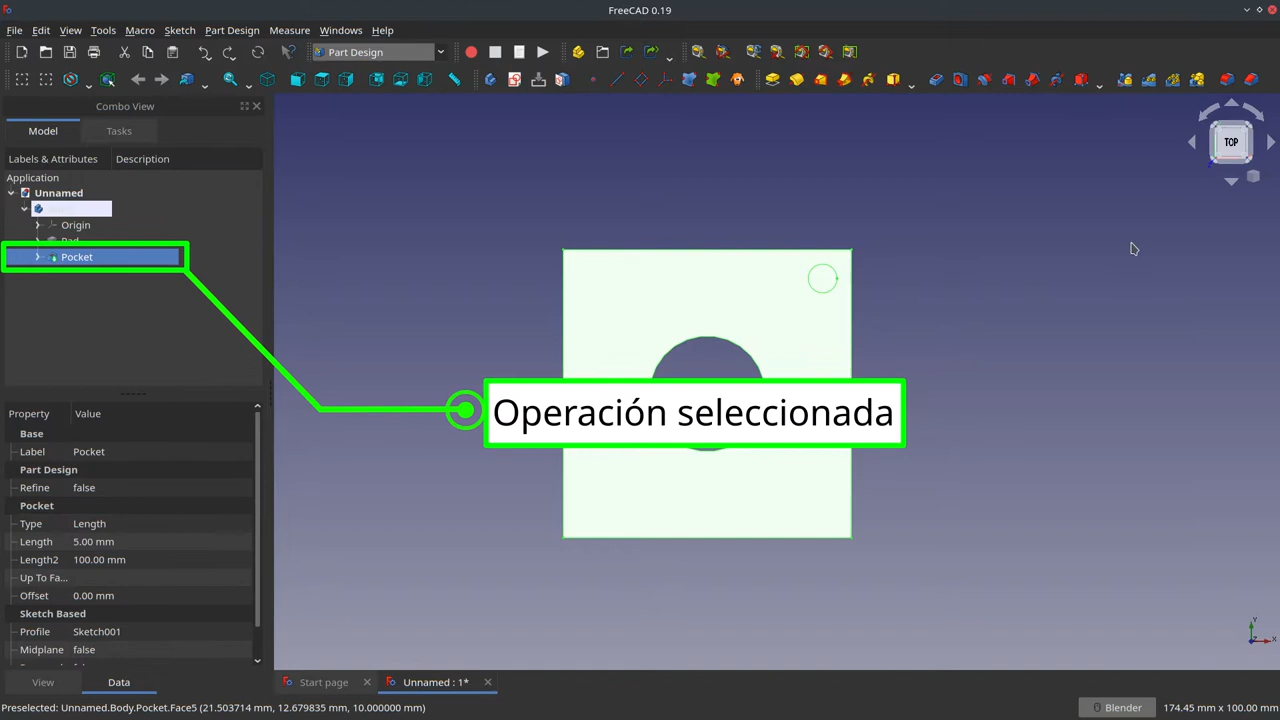 FreeCAD 0.19
File Edit View Tools Macro Sketch Part Design Measure Windows Help
Part Design
Combo View
Model Tasks
Labels & Attributes Description
Application
Unnamed
Origin
Pad
Pocket
TOP
Operación seleccionada
Property Value
Base
Label Pocket
Part Design
Refine false
Pocket
Type Length
Length 5.00 mm
Length2 100.00 mm
Up To Fa...
Offset 0.00 mm
Sketch Based
Profile Sketch001
Midplane false
Y
X
Z
View Data
Start page Unnamed : 1*
Preselected: Unnamed.Body.Pocket.Face5 (21.503714 mm, 12.679835 mm, 10.000000 mm)
Blender 174.45 mm x 100.00 mm